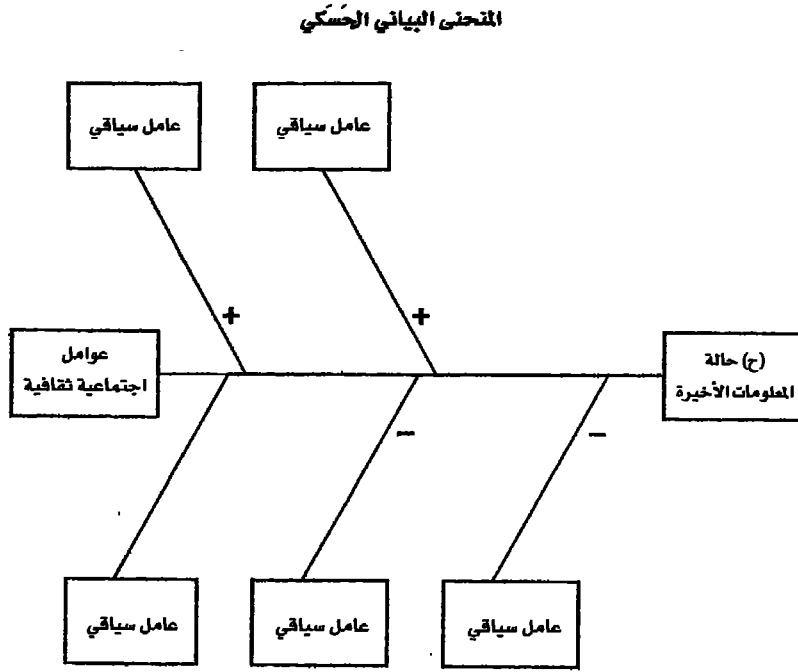 المنحنى البياني الحَسَكي
عامل سياقي
عامل سياقي
+
+
عوامل
اجتماعية ثقافية
(ح) حالة
المعلومات الأخيرة
−
−
عامل سياقي
عامل سياقي
عامل سياقي